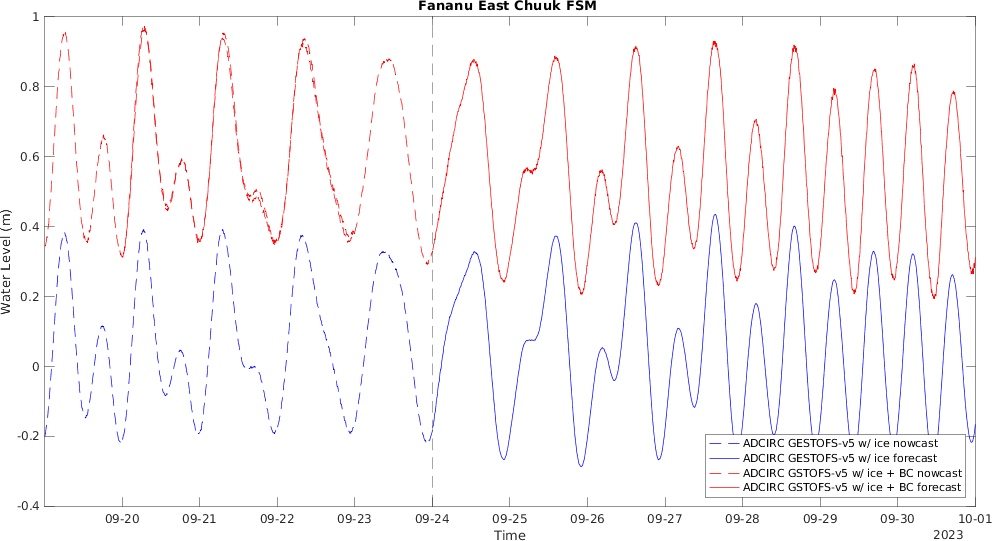 Fananu East Chuuk FSM
1
0.8
0.6
0.4
0.2
0
-0.2
-0.4
Water Level (m)
ADCIRC GESTOFS-v5 w/ ice nowcast
ADCIRC GESTOFS-v5 w/ ice forecast
ADCIRC GSTOFS-v5 w/ ice + BC nowcast
ADCIRC GSTOFS-v5 w/ ice + BC forecast
09-20 09-21 09-22 09-23 09-24 09-25 09-26 09-27 09-28 09-29 09-30 10-01
Time
2023